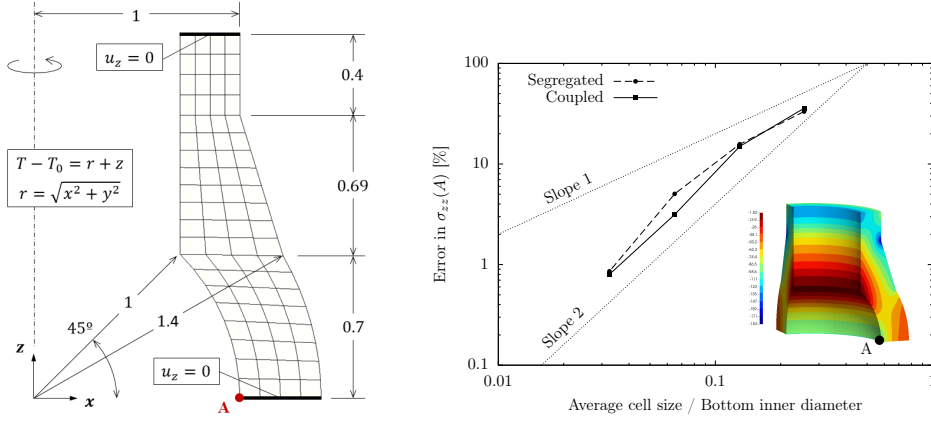 1
u_z = 0
0.4
T − T_0 = r + z
r = √x² + y²
0.69
1
1.4
45º
0.7
z
x
u_z = 0
A
100
10
1
0.1
0.01
0.1
1
Error in σ_zz(A) [%]
Average cell size / Bottom inner diameter
Segregated
Coupled
Slope 1
Slope 2
A